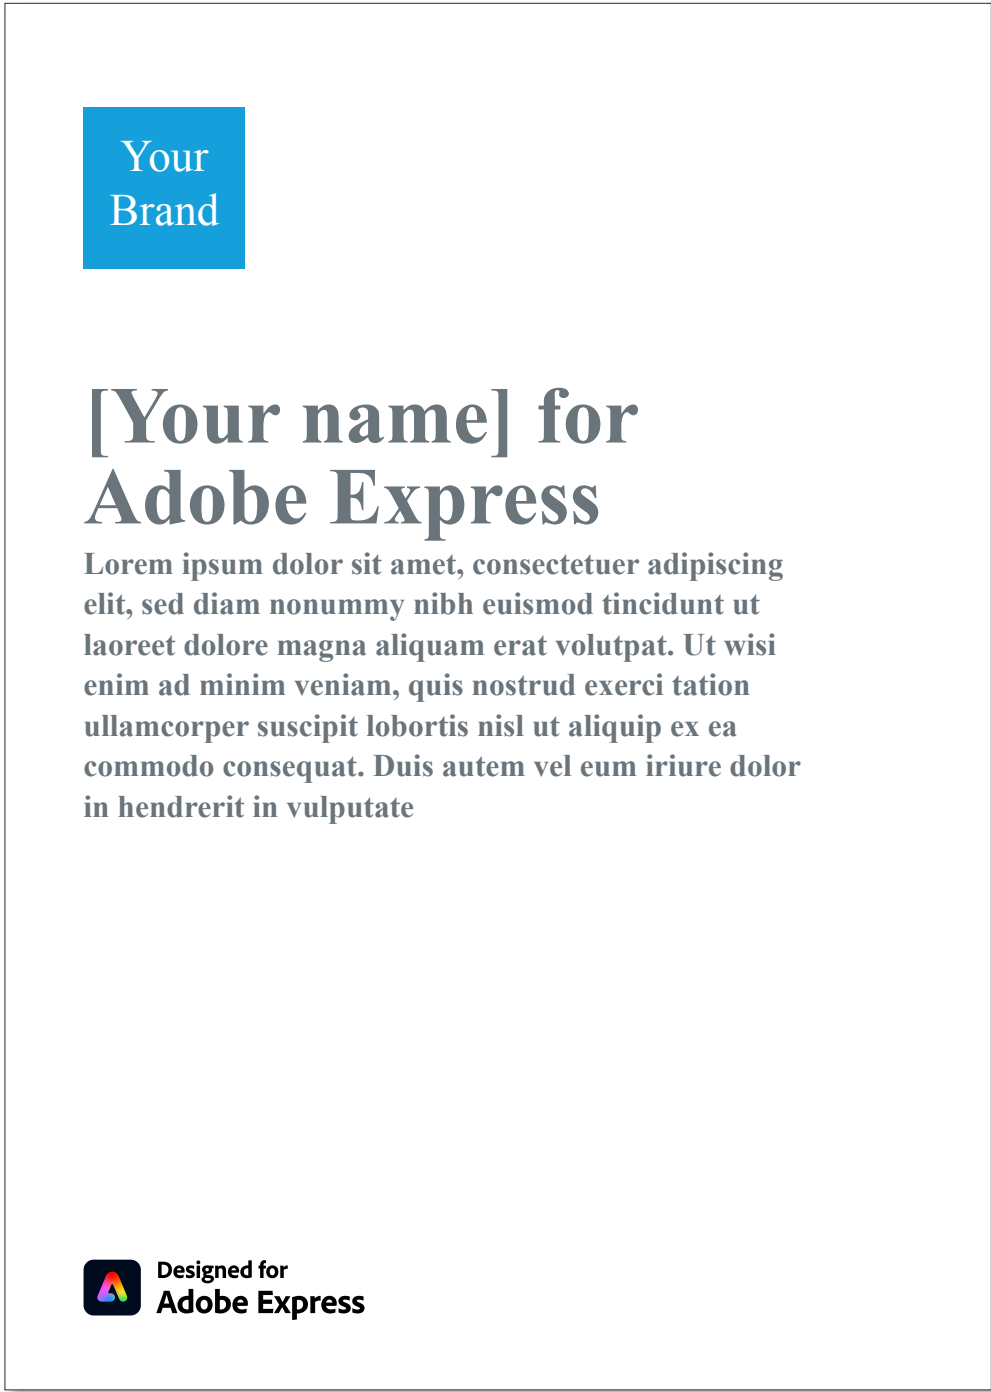 Your
Brand
[Your name] for
Adobe Express
Lorem ipsum dolor sit amet, consectetuer adipiscing
elit, sed diam nonummy nibh euismod tincidunt ut
laoreet dolore magna aliquam erat volutpat. Ut wisi
enim ad minim veniam, quis nostrud exerci tation
ullamcorper suscipit lobortis nisl ut aliquip ex ea
commodo consequat. Duis autem vel eum iriure dolor
in hendrerit in vulputate
Designed for
Adobe Express